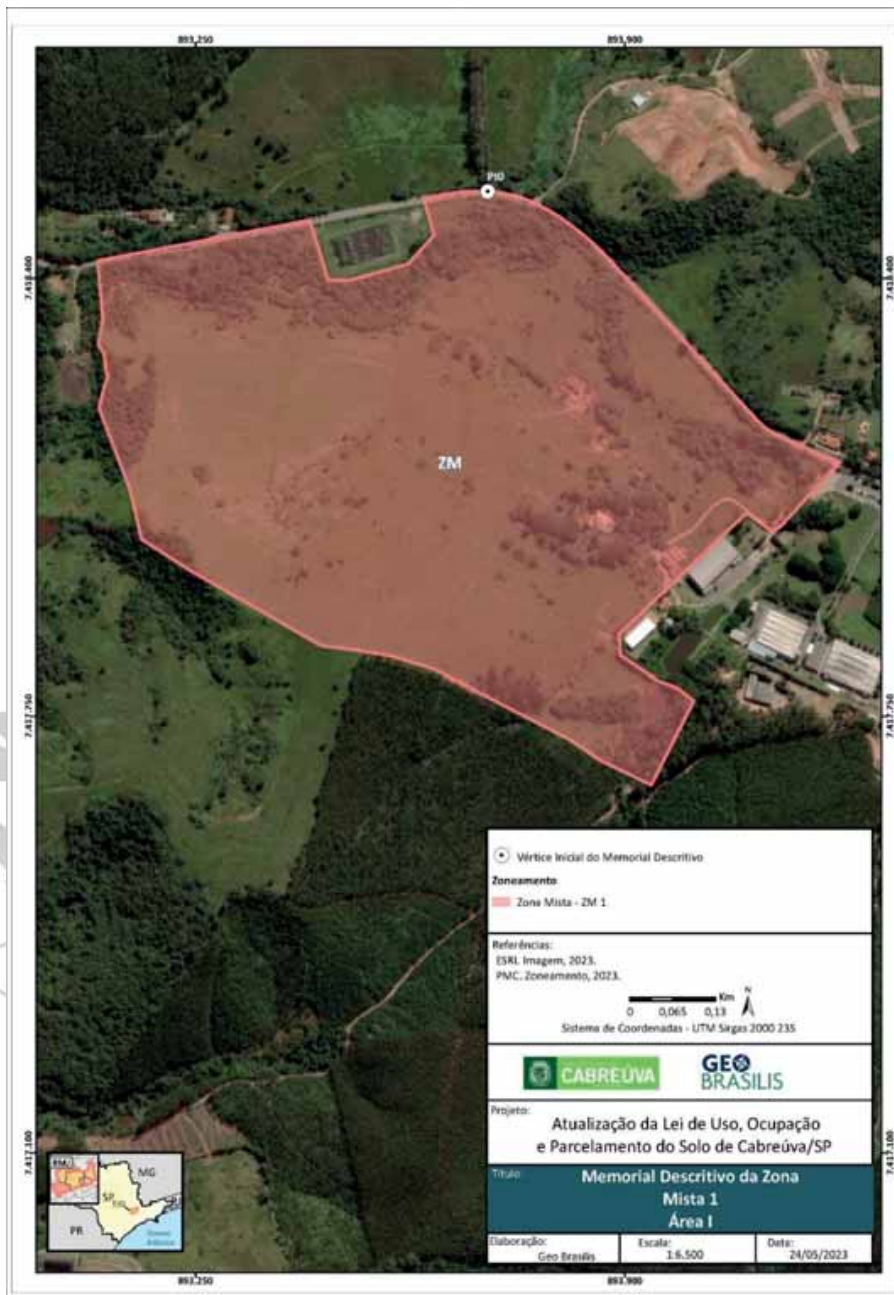 893.250
893.900
Pt0
7.418.400
7.418.400
ZM
7.417.750
7.417.750
Vértice Inicial do Memorial Descritivo
Zoneamento
Zona Mista - ZM 1
Referências:
ESRI. Imagem, 2023.
PMC. Zoneamento, 2023.
Km
N
0 0,065 0,13
Sistema de Coordenadas - UTM Sirgas 2000 23S
CABREÚVA
GEO
BRASILIS
Projeto:
Atualização da Lei de Uso, Ocupação
e Parcelamento do Solo de Cabreúva/SP
7.417.100
7.417.100
MG
SP
PR
Título:
Memorial Descritivo da Zona
Mista 1
Área I
Elaboração:
Geo Brasilis
Escala:
1:6.500
Data:
24/05/2023
893.250
893.900